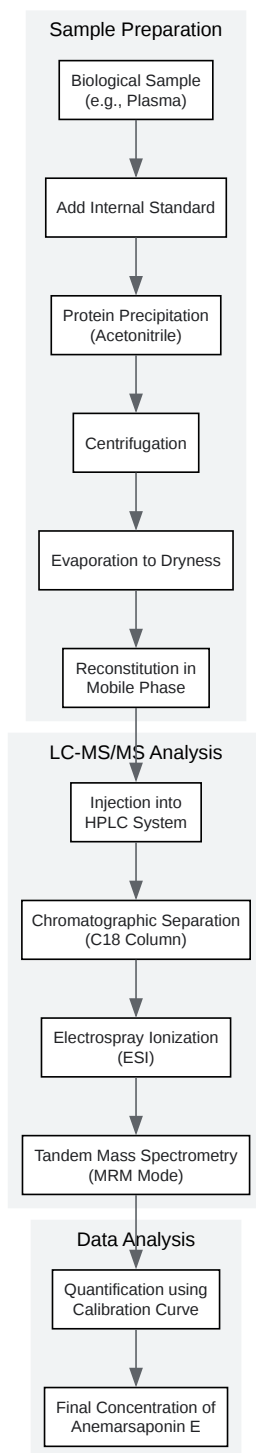 Sample Preparation
Biological Sample
(e.g., Plasma)
Add Internal Standard
Protein Precipitation
(Acetonitrile)
Centrifugation
Evaporation to Dryness
Reconstitution in
Mobile Phase
LC-MS/MS Analysis
Injection into
HPLC System
Chromatographic Separation
(C18 Column)
Electrospray Ionization
(ESI)
Tandem Mass Spectrometry
(MRM Mode)
Data Analysis
Quantification using
Calibration Curve
Final Concentration of
Anemarsaponin E